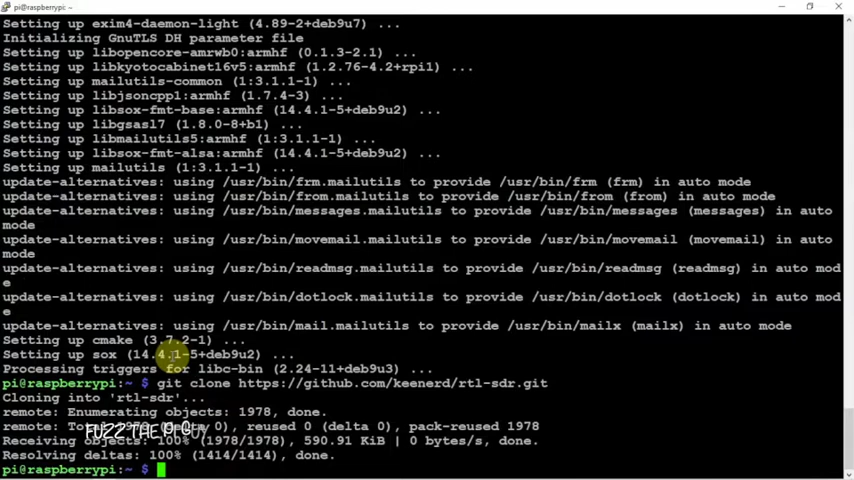 pi@raspberrypi: ~
Setting up exim4-daemon-light (4.89-2+deb9u7) ...
Initializing GnuTLS DH parameter file
Setting up libopencore-amrwb0:armhf (0.1.3-2.1) ...
Setting up libkyotocabinet16v5:armhf (1.2.76-4.2+rpi1) ...
Setting up mailutils-common (1:3.1.1-1) ...
Setting up libjsoncpp1:armhf (1.7.4-3) ...
Setting up libsox-fmt-base:armhf (14.4.1-5+deb9u2) ...
Setting up libgsasl7 (1.8.0-8+b1) ...
Setting up libmailutils5:armhf (1:3.1.1-1) ...
Setting up libsox-fmt-alsa:armhf (14.4.1-5+deb9u2) ...
Setting up mailutils (1:3.1.1-1) ...
update-alternatives: using /usr/bin/frm.mailutils to provide /usr/bin/frm (frm) in auto mode
update-alternatives: using /usr/bin/from.mailutils to provide /usr/bin/from (from) in auto mode
update-alternatives: using /usr/bin/messages.mailutils to provide /usr/bin/messages (messages) in auto
mode
update-alternatives: using /usr/bin/movemail.mailutils to provide /usr/bin/movemail (movemail) in auto
mode
update-alternatives: using /usr/bin/readmsg.mailutils to provide /usr/bin/readmsg (readmsg) in auto mod
e
update-alternatives: using /usr/bin/dotlock.mailutils to provide /usr/bin/dotlock (dotlock) in auto mod
e
update-alternatives: using /usr/bin/mail.mailutils to provide /usr/bin/mailx (mailx) in auto mode
Setting up cmake (3.7.2-1) ...
Setting up sox (14.4.1-5+deb9u2) ...
Processing triggers for libc-bin (2.24-11+deb9u3) ...
pi@raspberrypi:~ $ git clone https://github.com/keenerd/rtl-sdr.git
Cloning into 'rtl-sdr'...
remote: Enumerating objects: 1978, done.
remote: Total 1978 (delta 0), reused 0 (delta 0), pack-reused 1978
FUZZTHEPIGUY
Receiving objects: 100% (1978/1978), 590.91 KiB | 0 bytes/s, done.
Resolving deltas: 100% (1414/1414), done.
pi@raspberrypi:~ $